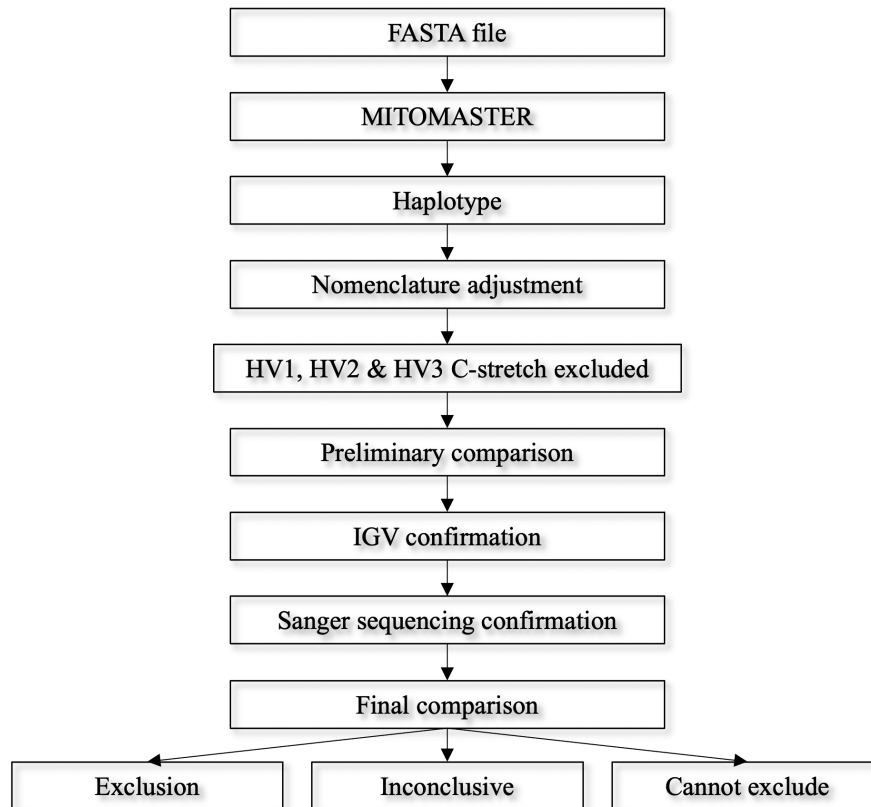 FASTA file
MITOMASTER
Haplotype
Nomenclature adjustment
HV1, HV2 & HV3 C-stretch excluded
Preliminary comparison
IGV confirmation
Sanger sequencing confirmation
Final comparison
Exclusion
Inconclusive
Cannot exclude